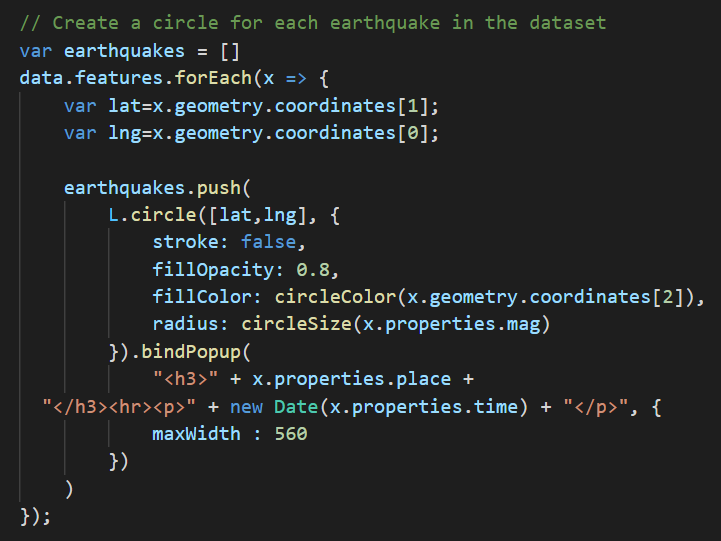 // Create a circle for each earthquake in the dataset
var earthquakes = []
data.features.forEach(x => {
    var lat=x.geometry.coordinates[1];
    var lng=x.geometry.coordinates[0];

    earthquakes.push(
        L.circle([lat,lng], {
            stroke: false,
            fillOpacity: 0.8,
            fillColor: circleColor(x.geometry.coordinates[2]),
            radius: circleSize(x.properties.mag)
        }).bindPopup(
            "<h3>" + x.properties.place +
  "</h3><hr><p>" + new Date(x.properties.time) + "</p>", {
            maxWidth : 560
        })
    )
});